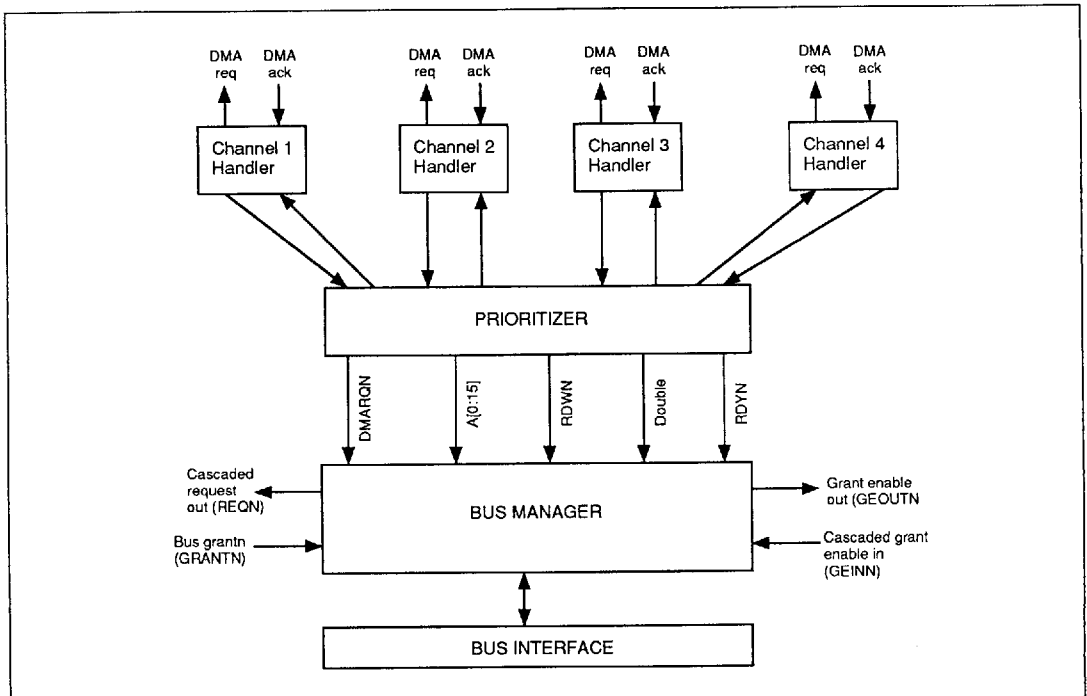 DMA req
DMA ack
DMA req
DMA ack
DMA req
DMA ack
DMA req
DMA ack
Channel 1
Handler
Channel 2
Handler
Channel 3
Handler
Channel 4
Handler
PRIORITIZER
DMARQN
A[0:15]
RDWN
Double
RDYN
Cascaded
request
out (REQN)
Bus grantn
(GRANTN)
BUS MANAGER
Grant enable
out (GEOUTN
Cascaded grant
enable in
(GEINN)
BUS INTERFACE